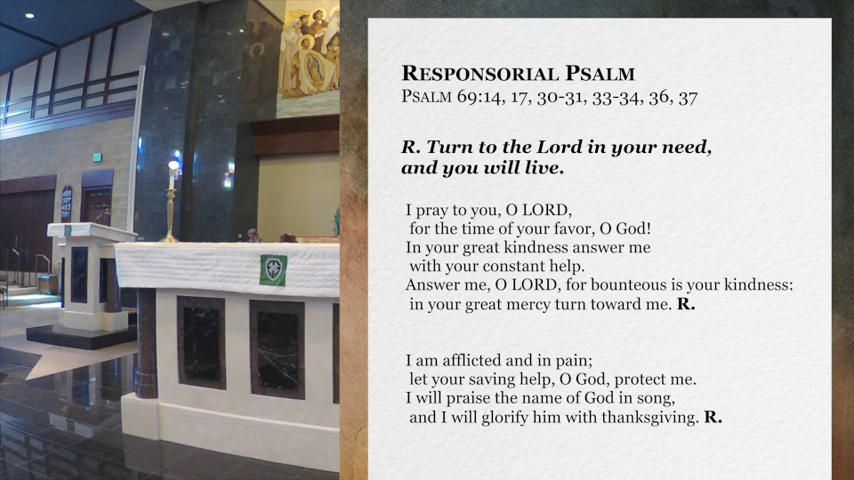 RESPONSORIAL PSALM
PSALM 69:14, 17, 30-31, 33-34, 36, 37
R. Turn to the Lord in your need,
and you will live.
I pray to you, O LORD,
for the time of your favor, O God!
In your great kindness answer me
with your constant help.
Answer me, O LORD, for bounteous is your kindness:
in your great mercy turn toward me. R.
I am afflicted and in pain;
let your saving help, O God, protect me.
I will praise the name of God in song,
and I will glorify him with thanksgiving. R.